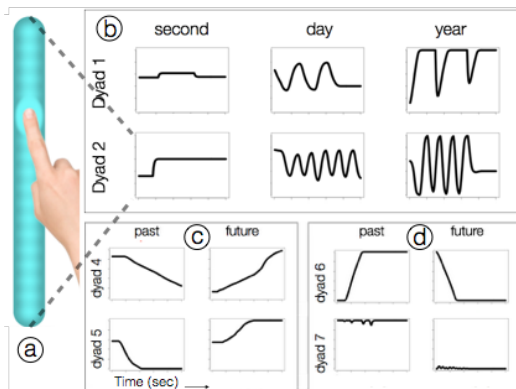 ⓑ second day year
Dyad 1
Dyad 2
ⓐ
past ⓒ future
dyad 4
dyad 5
Time (sec)
past ⓓ future
dyad 6
dyad 7